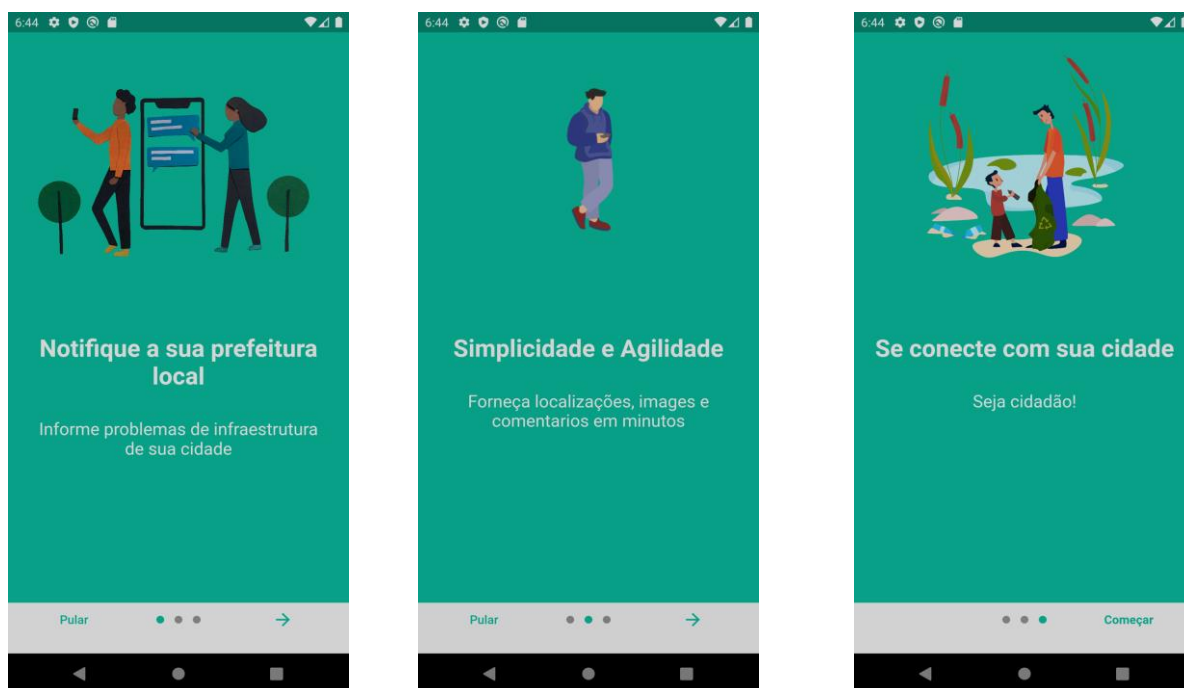 6:44
Notifique a sua prefeitura
local
Informe problemas de infraestrutura
de sua cidade
Pular
6:44
Simplicidade e Agilidade
Forneça localizações, images e
comentarios em minutos
Pular
6:44
Se conecte com sua cidade
Seja cidadão!
Começar